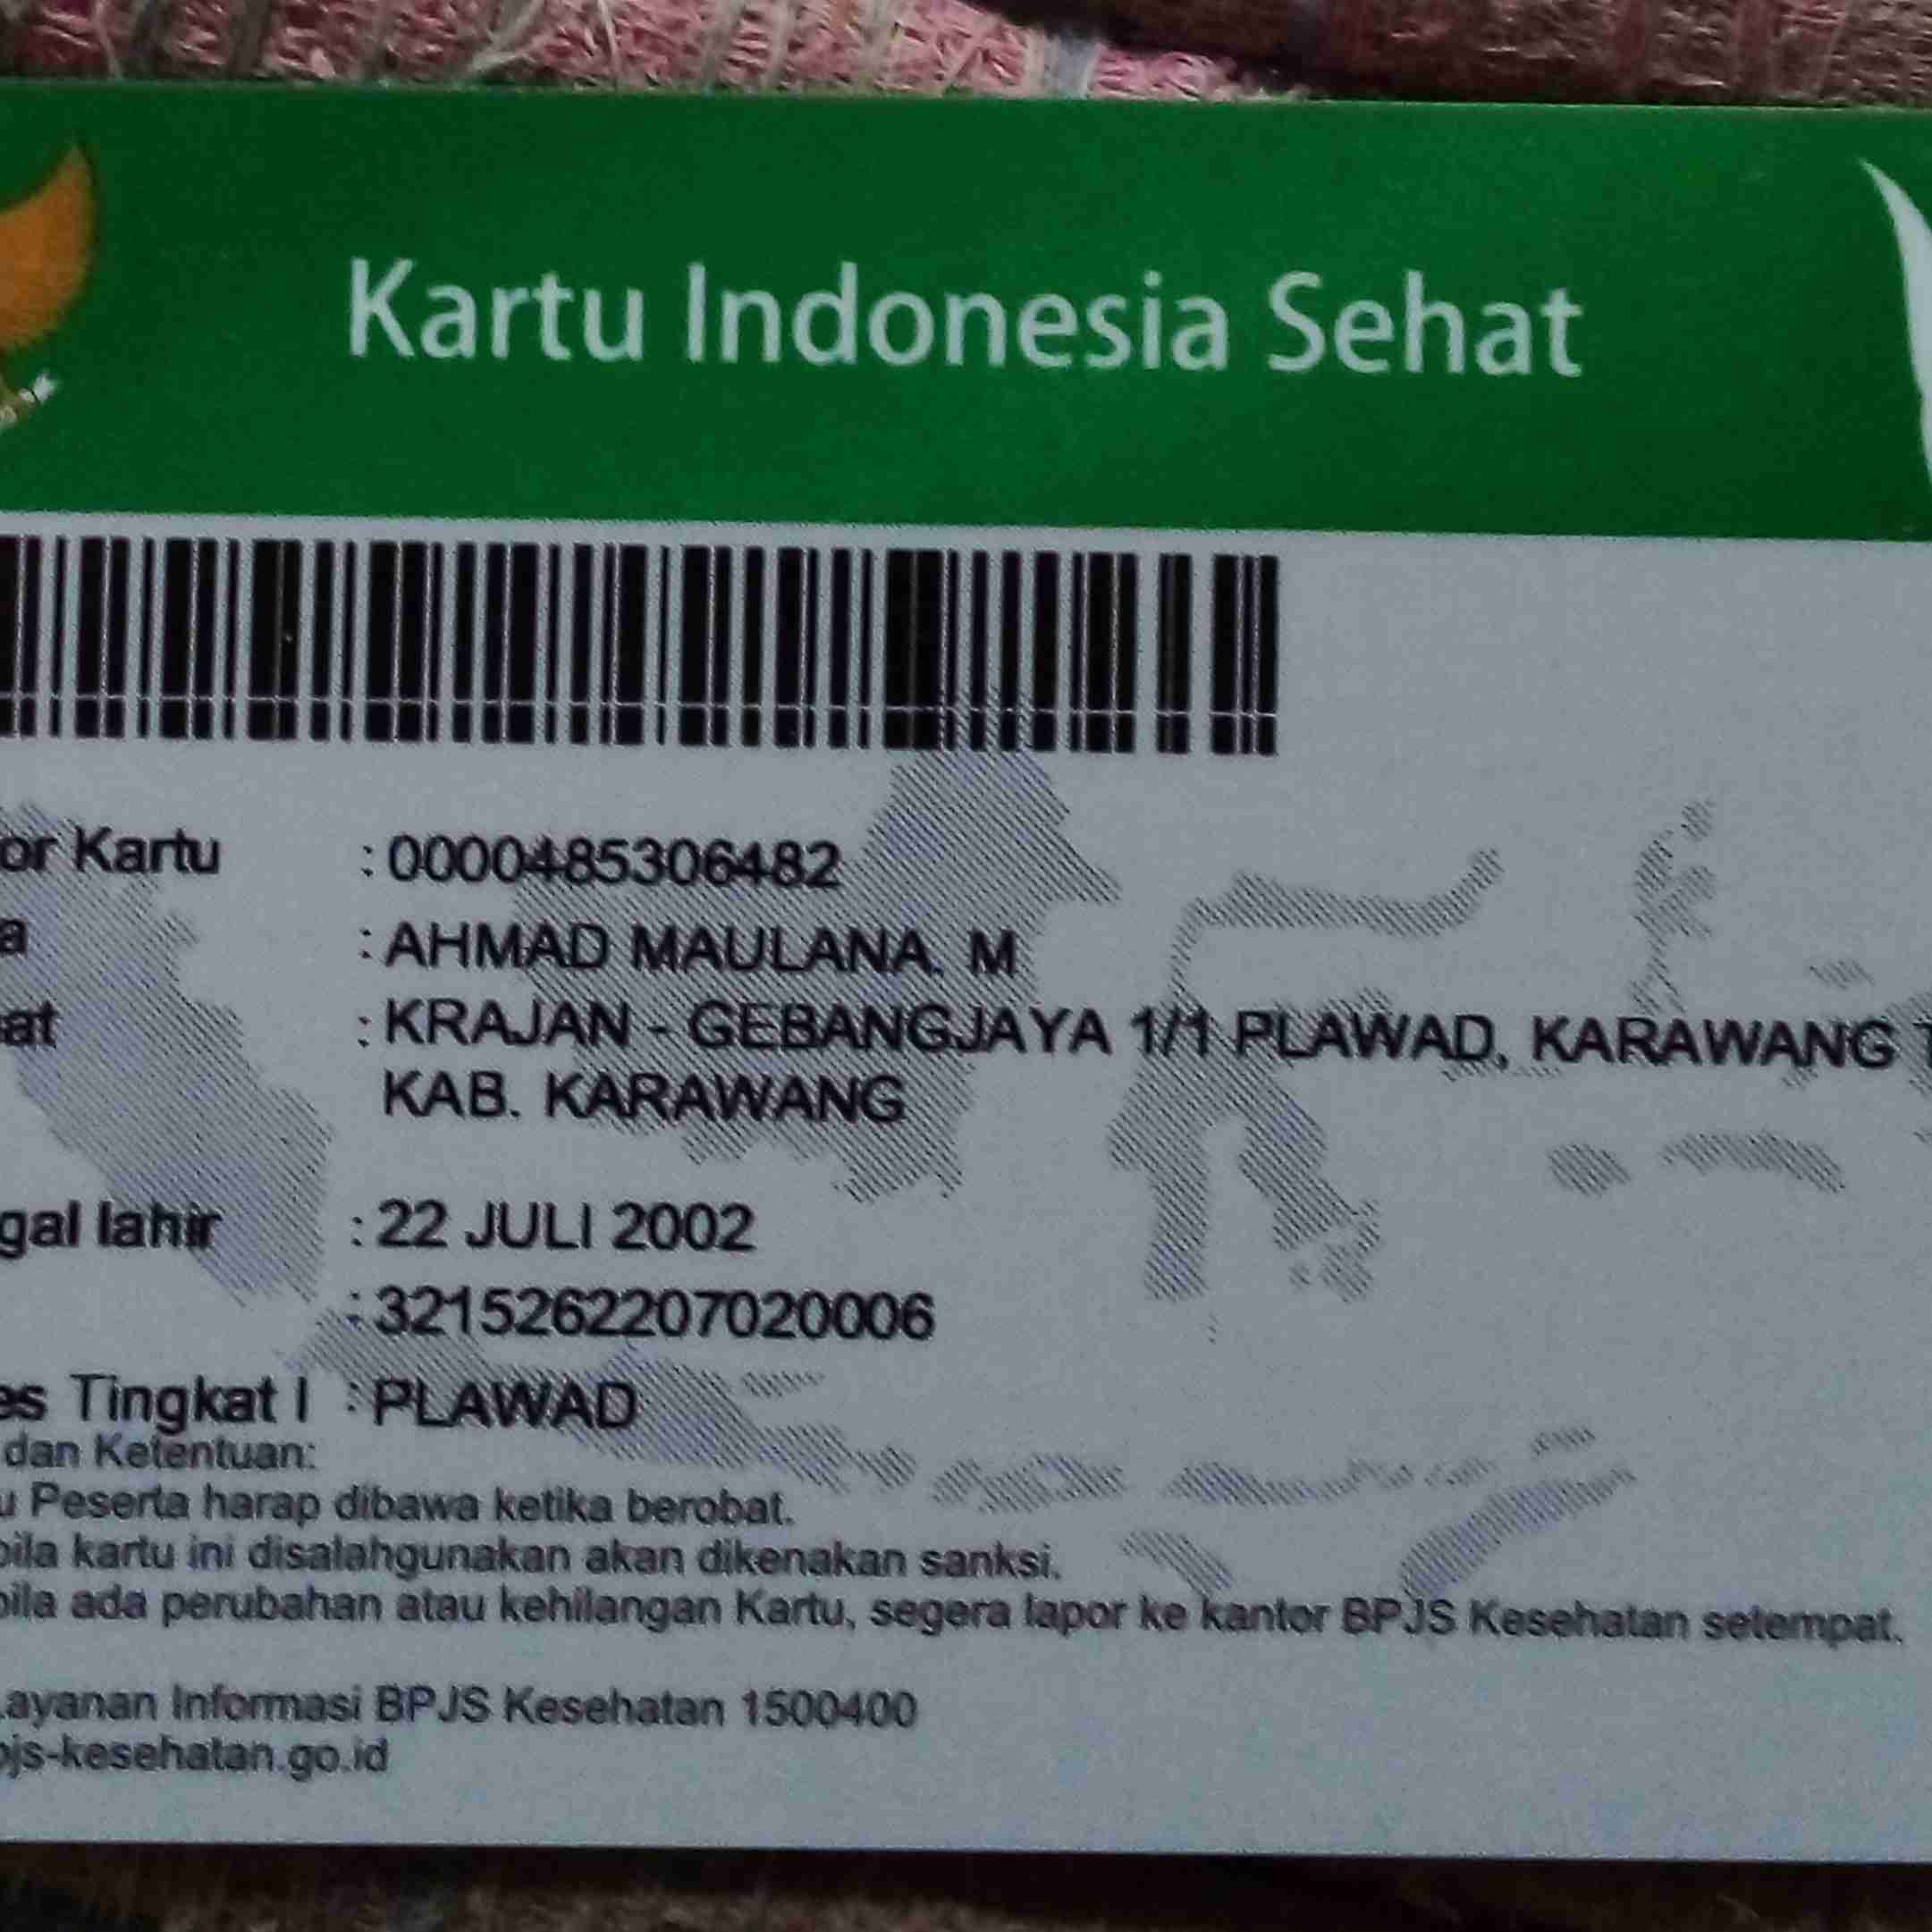 Kartu Indonesia Sehat
or Kartu : 0000485306482
a : AHMAD MAULANA. M
at : KRAJAN - GEBANGJAYA 1/1 PLAWAD, KARAWANG T
KAB. KARAWANG
gal lahir : 22 JULI 2002
: 3215262207020006
es Tingkat I : PLAWAD
dan Ketentuan:
u Peserta harap dibawa ketika berobat.
bila kartu ini disalahgunakan akan dikenakan sanksi.
bila ada perubahan atau kehilangan Kartu, segera lapor ke kantor BPJS Kesehatan setempat.
Layanan Informasi BPJS Kesehatan 1500400
pjs-kesehatan.go.id